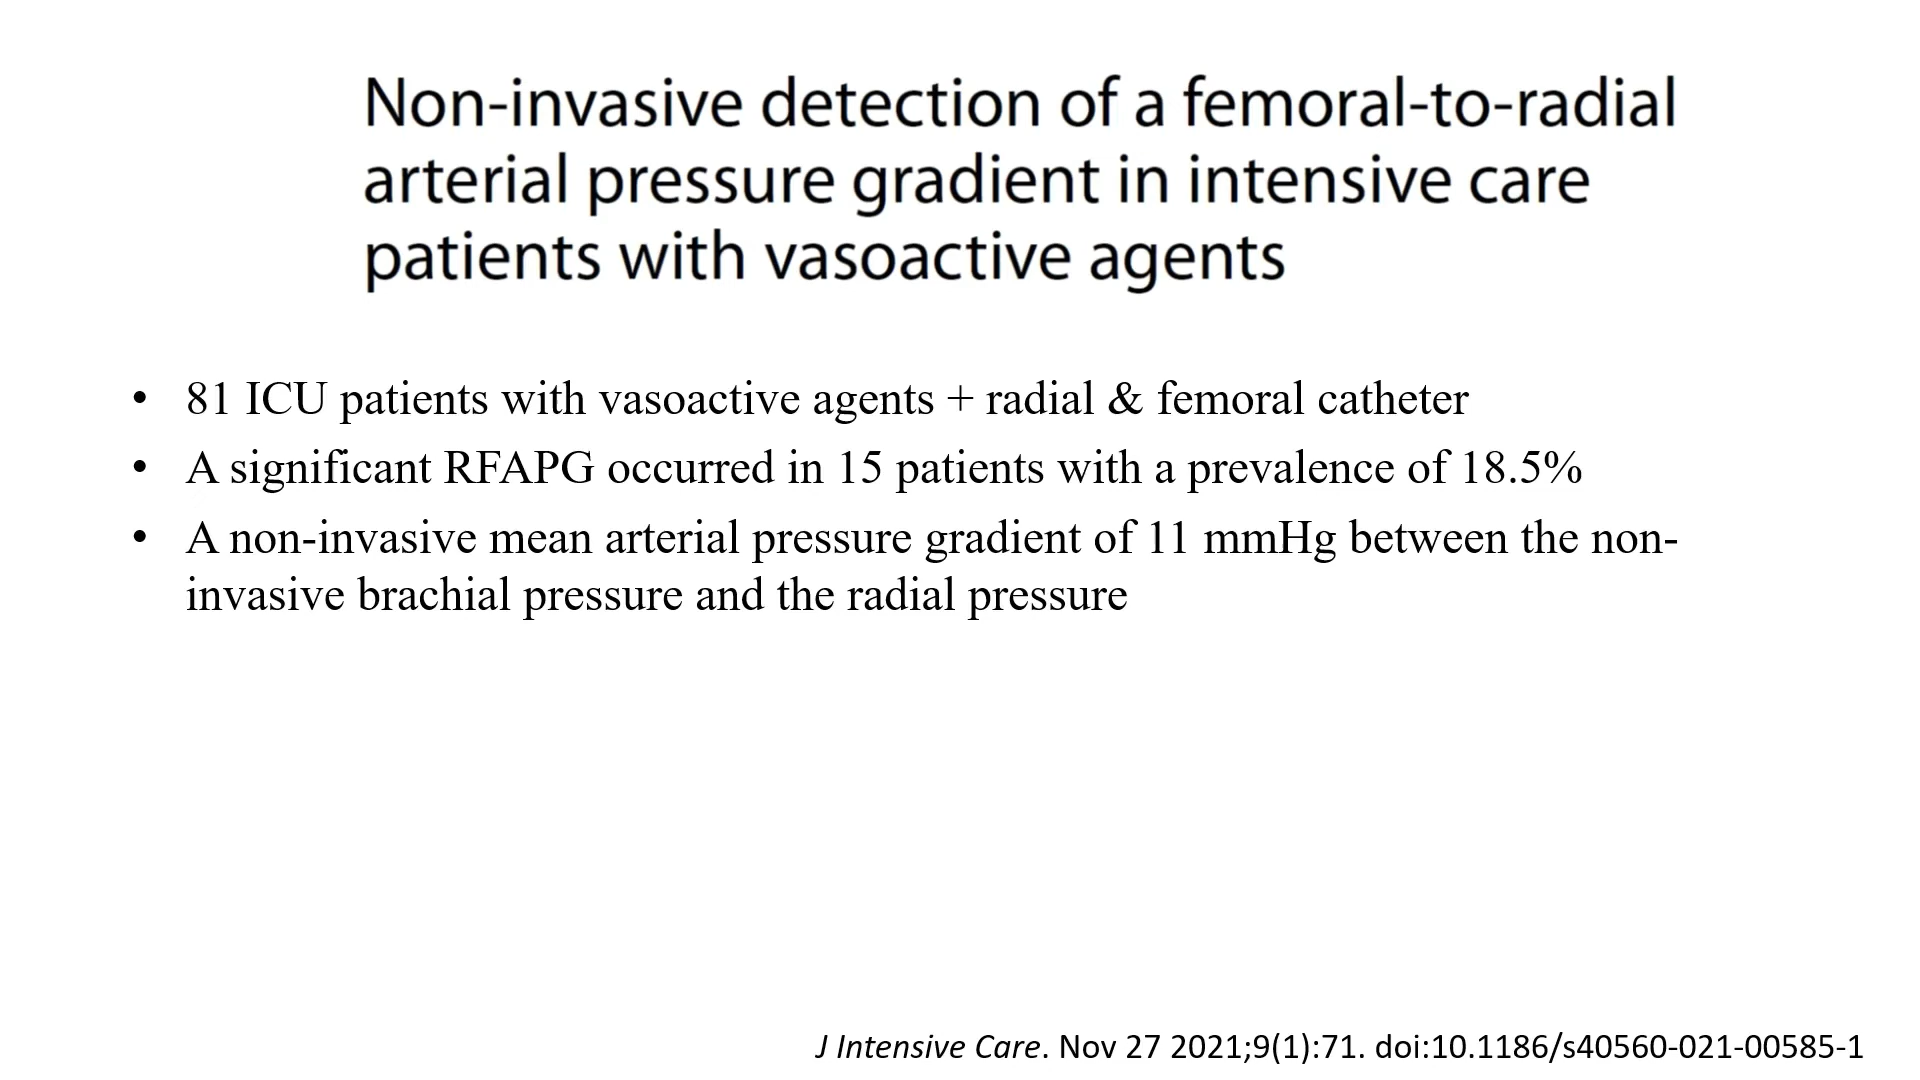 Non-invasive detection of a femoral-to-radial
arterial pressure gradient in intensive care
patients with vasoactive agents
• 81 ICU patients with vasoactive agents + radial & femoral catheter
• A significant RFAPG occurred in 15 patients with a prevalence of 18.5%
• A non-invasive mean arterial pressure gradient of 11 mmHg between the non-
invasive brachial pressure and the radial pressure
J Intensive Care. Nov 27 2021;9(1):71. doi:10.1186/s40560-021-00585-1